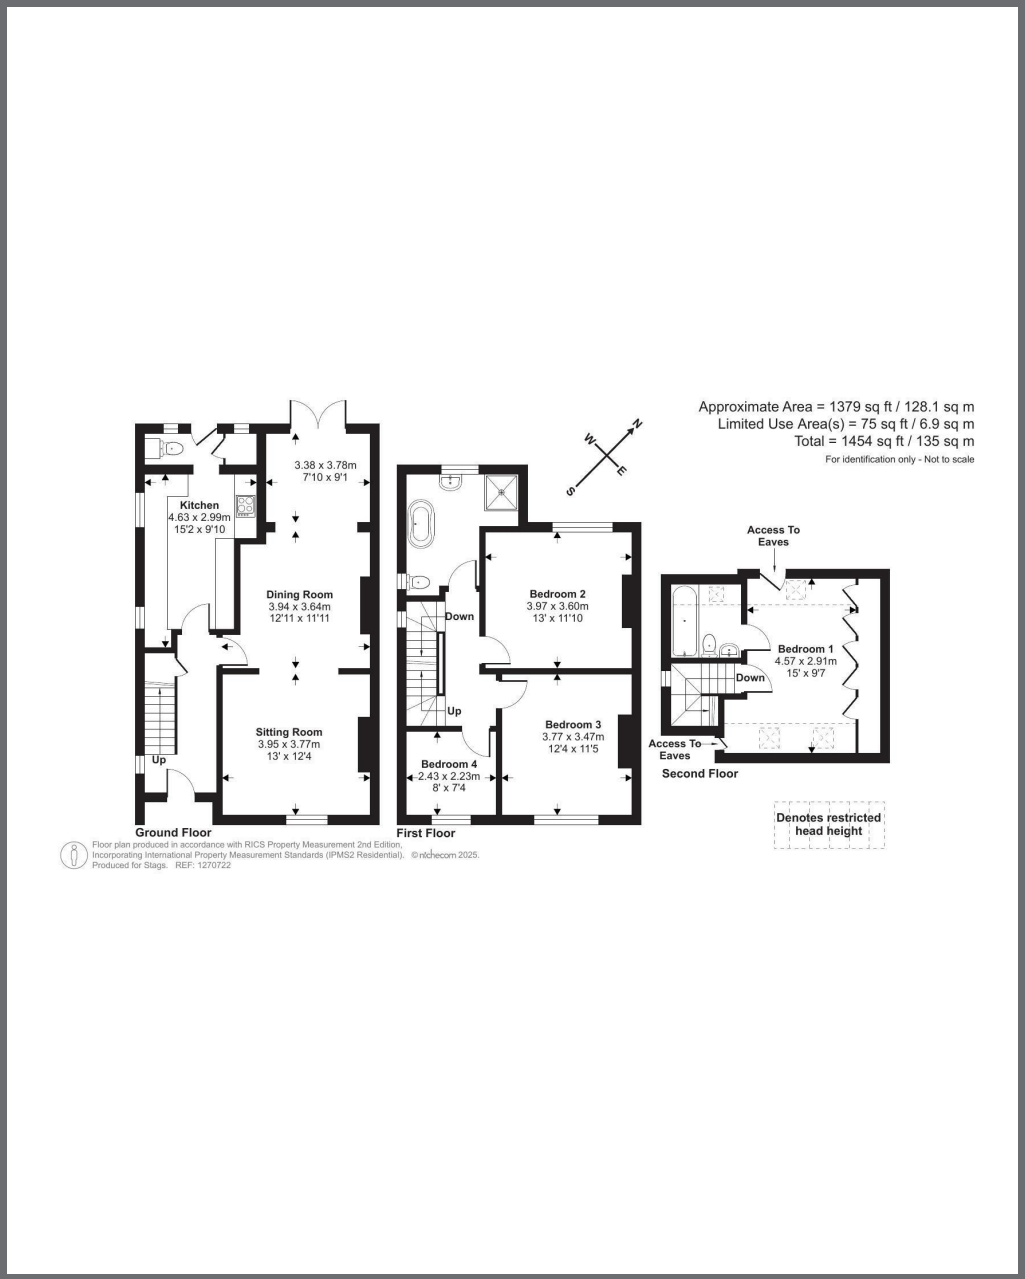 Approximate Area = 1379 sq ft / 128.1 sq m
Limited Use Area(s) = 75 sq ft / 6.9 sq m
Total = 1454 sq ft / 135 sq m
For identification only - Not to scale
N
W
E
S
3.38 x 3.78m
7'10 x 9'1
Kitchen
4.63 x 2.99m
15'2 x 9'10
Dining Room
3.94 x 3.64m
12'11 x 11'11
Sitting Room
3.95 x 3.77m
13' x 12'4
Up
Ground Floor
Down
Bedroom 2
3.97 x 3.60m
13' x 11'10
Up
Bedroom 3
3.77 x 3.47m
12'4 x 11'5
Bedroom 4
2.43 x 2.23m
8' x 7'4
First Floor
Access To
Eaves
Bedroom 1
4.57 x 2.91m
15' x 9'7
Down
Access To
Eaves
Second Floor
Denotes restricted
head height
Floor plan produced in accordance with RICS Property Measurement 2nd Edition,
Incorporating International Property Measurement Standards (IPMS2 Residential). © nichecom 2025.
Produced for Stags. REF: 1270722